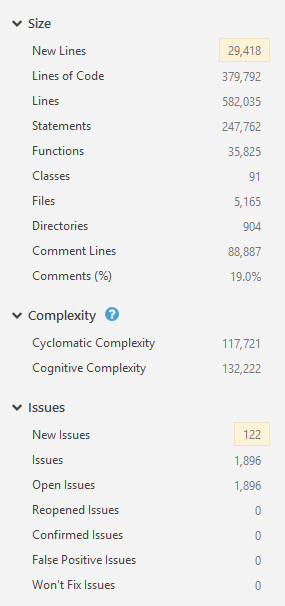 Size
New Lines 29,418
Lines of Code 379,792
Lines 582,035
Statements 247,762
Functions 35,825
Classes 91
Files 5,165
Directories 904
Comment Lines 88,887
Comments (%) 19.0%
Complexity ?
Cyclomatic Complexity 117,721
Cognitive Complexity 132,222
Issues
New Issues 122
Issues 1,896
Open Issues 1,896
Reopened Issues 0
Confirmed Issues 0
False Positive Issues 0
Won't Fix Issues 0